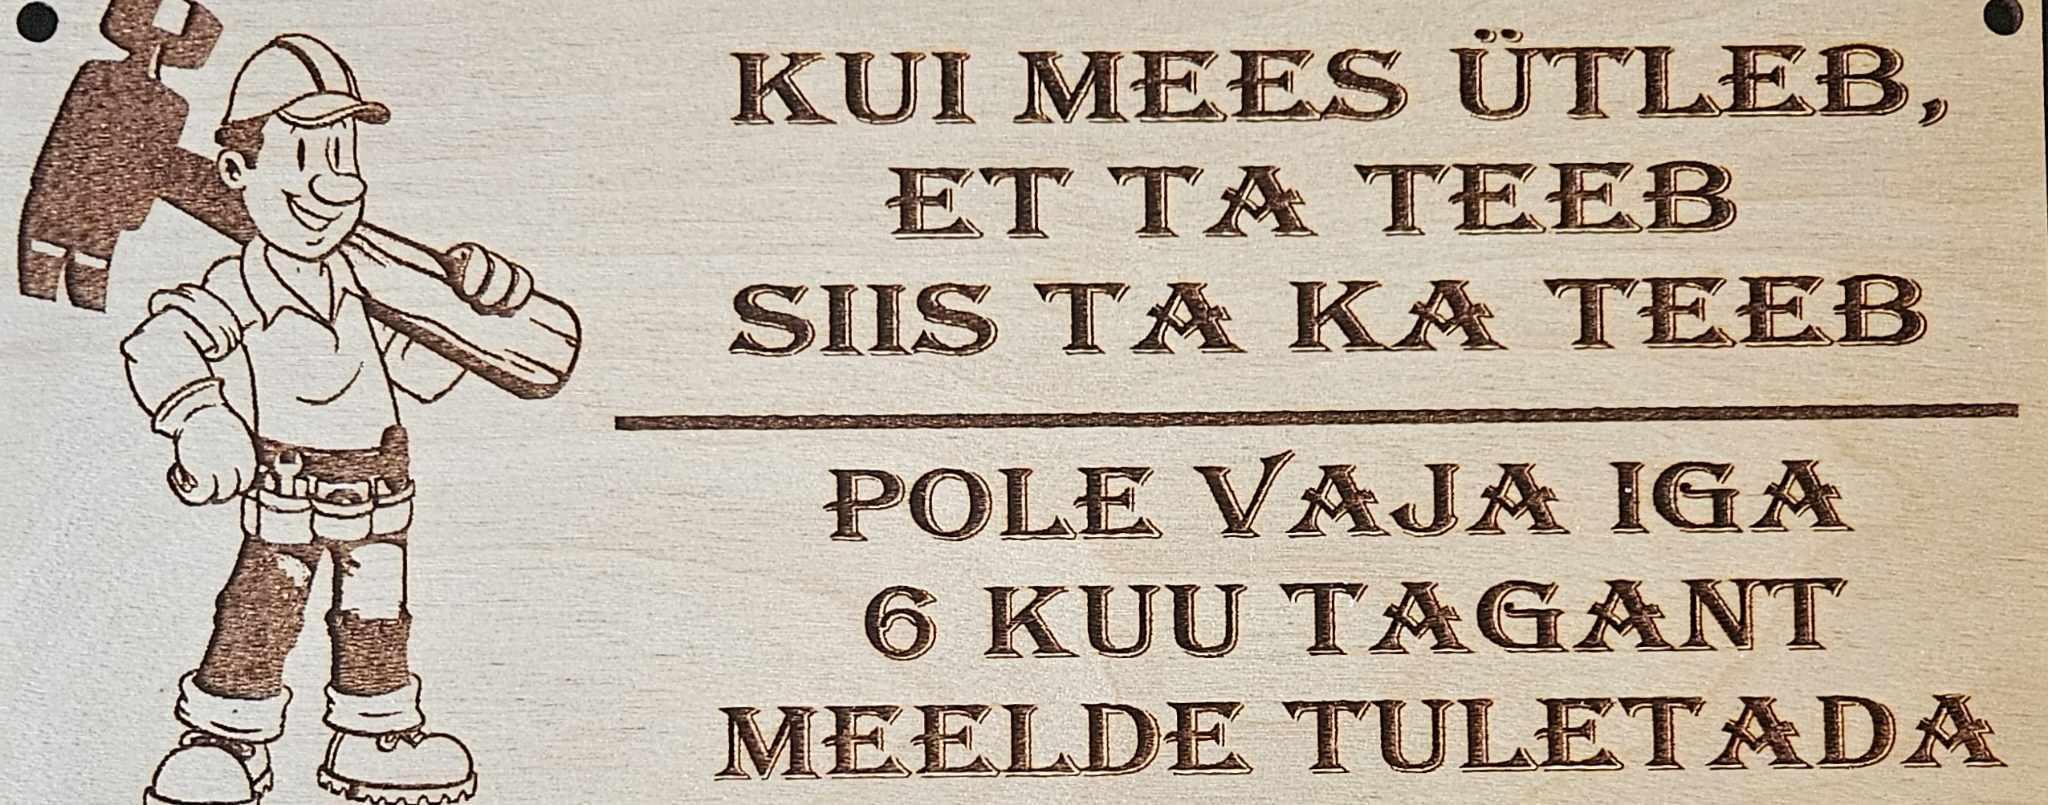 KUI MEES ÜTLEB,
ET TA TEEB
SIIS TA KA TEEB
POLE VAJA IGA
6 KUU TAGANT
MEELDE TULETADA